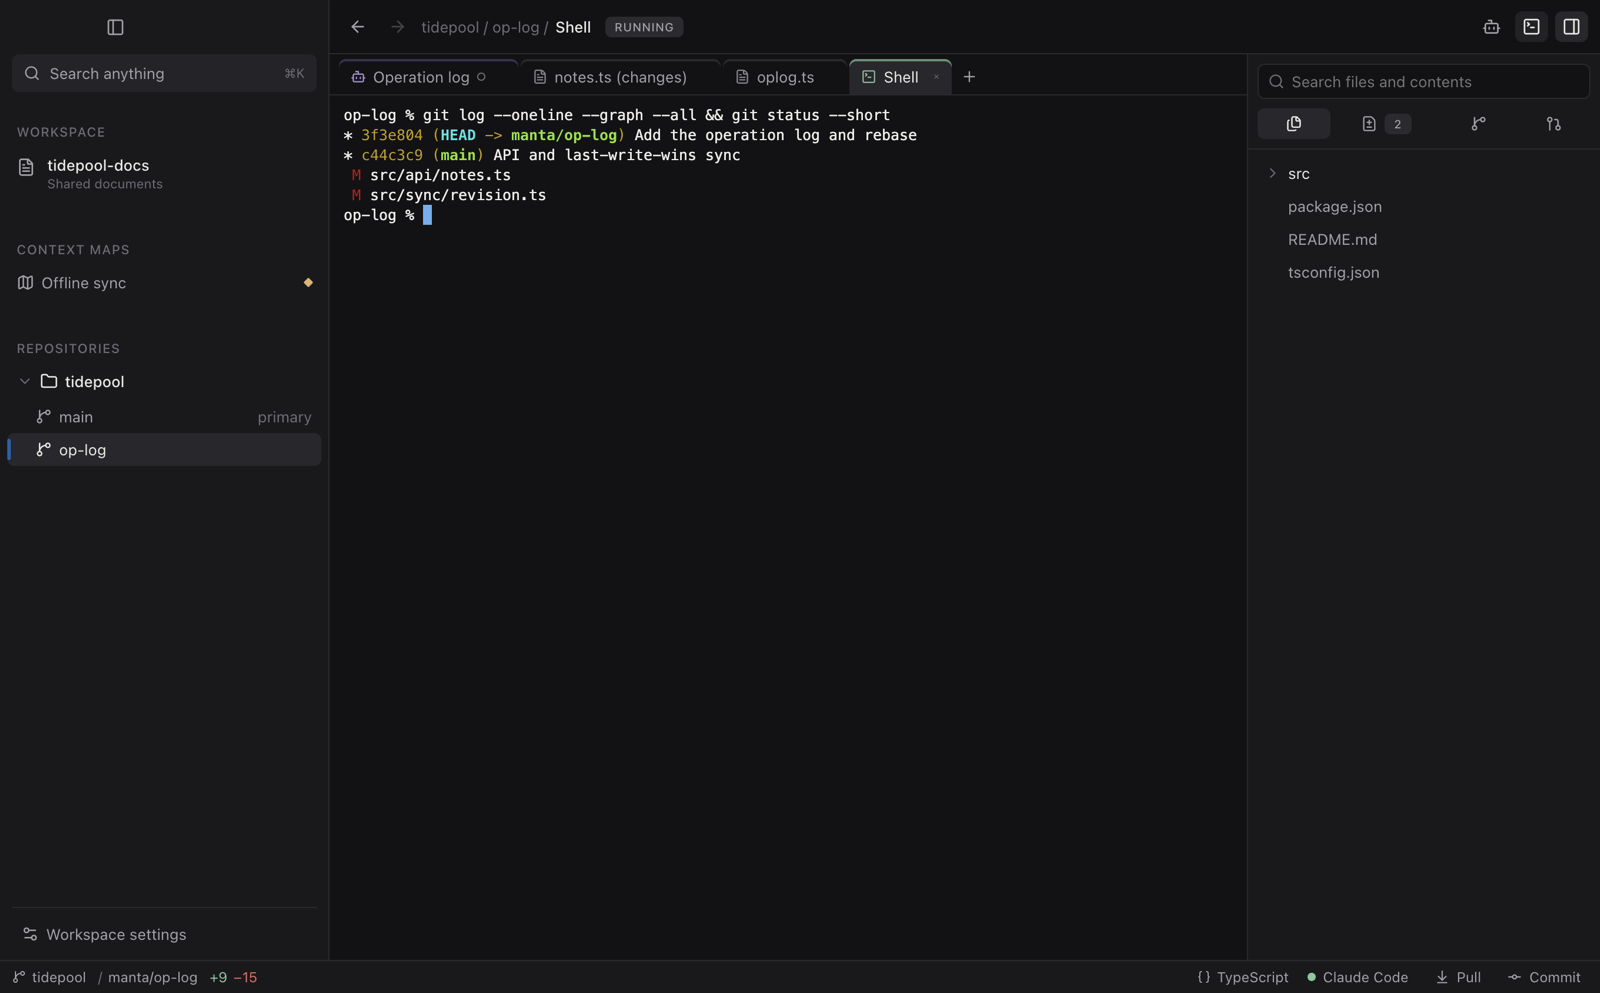 Search anything ⌘K
WORKSPACE
tidepool-docs
Shared documents
CONTEXT MAPS
Offline sync
REPOSITORIES
tidepool
main primary
op-log
Workspace settings
tidepool / op-log / Shell RUNNING
Operation log
notes.ts (changes)
oplog.ts
Shell × +
op-log % git log --oneline --graph --all && git status --short
* 3f3e804 (HEAD -> manta/op-log) Add the operation log and rebase
* c44c3c9 (main) API and last-write-wins sync
M src/api/notes.ts
M src/sync/revision.ts
op-log %
Search files and contents
2
src
package.json
README.md
tsconfig.json
tidepool / manta/op-log +9 −15
{} TypeScript
Claude Code
Pull
Commit